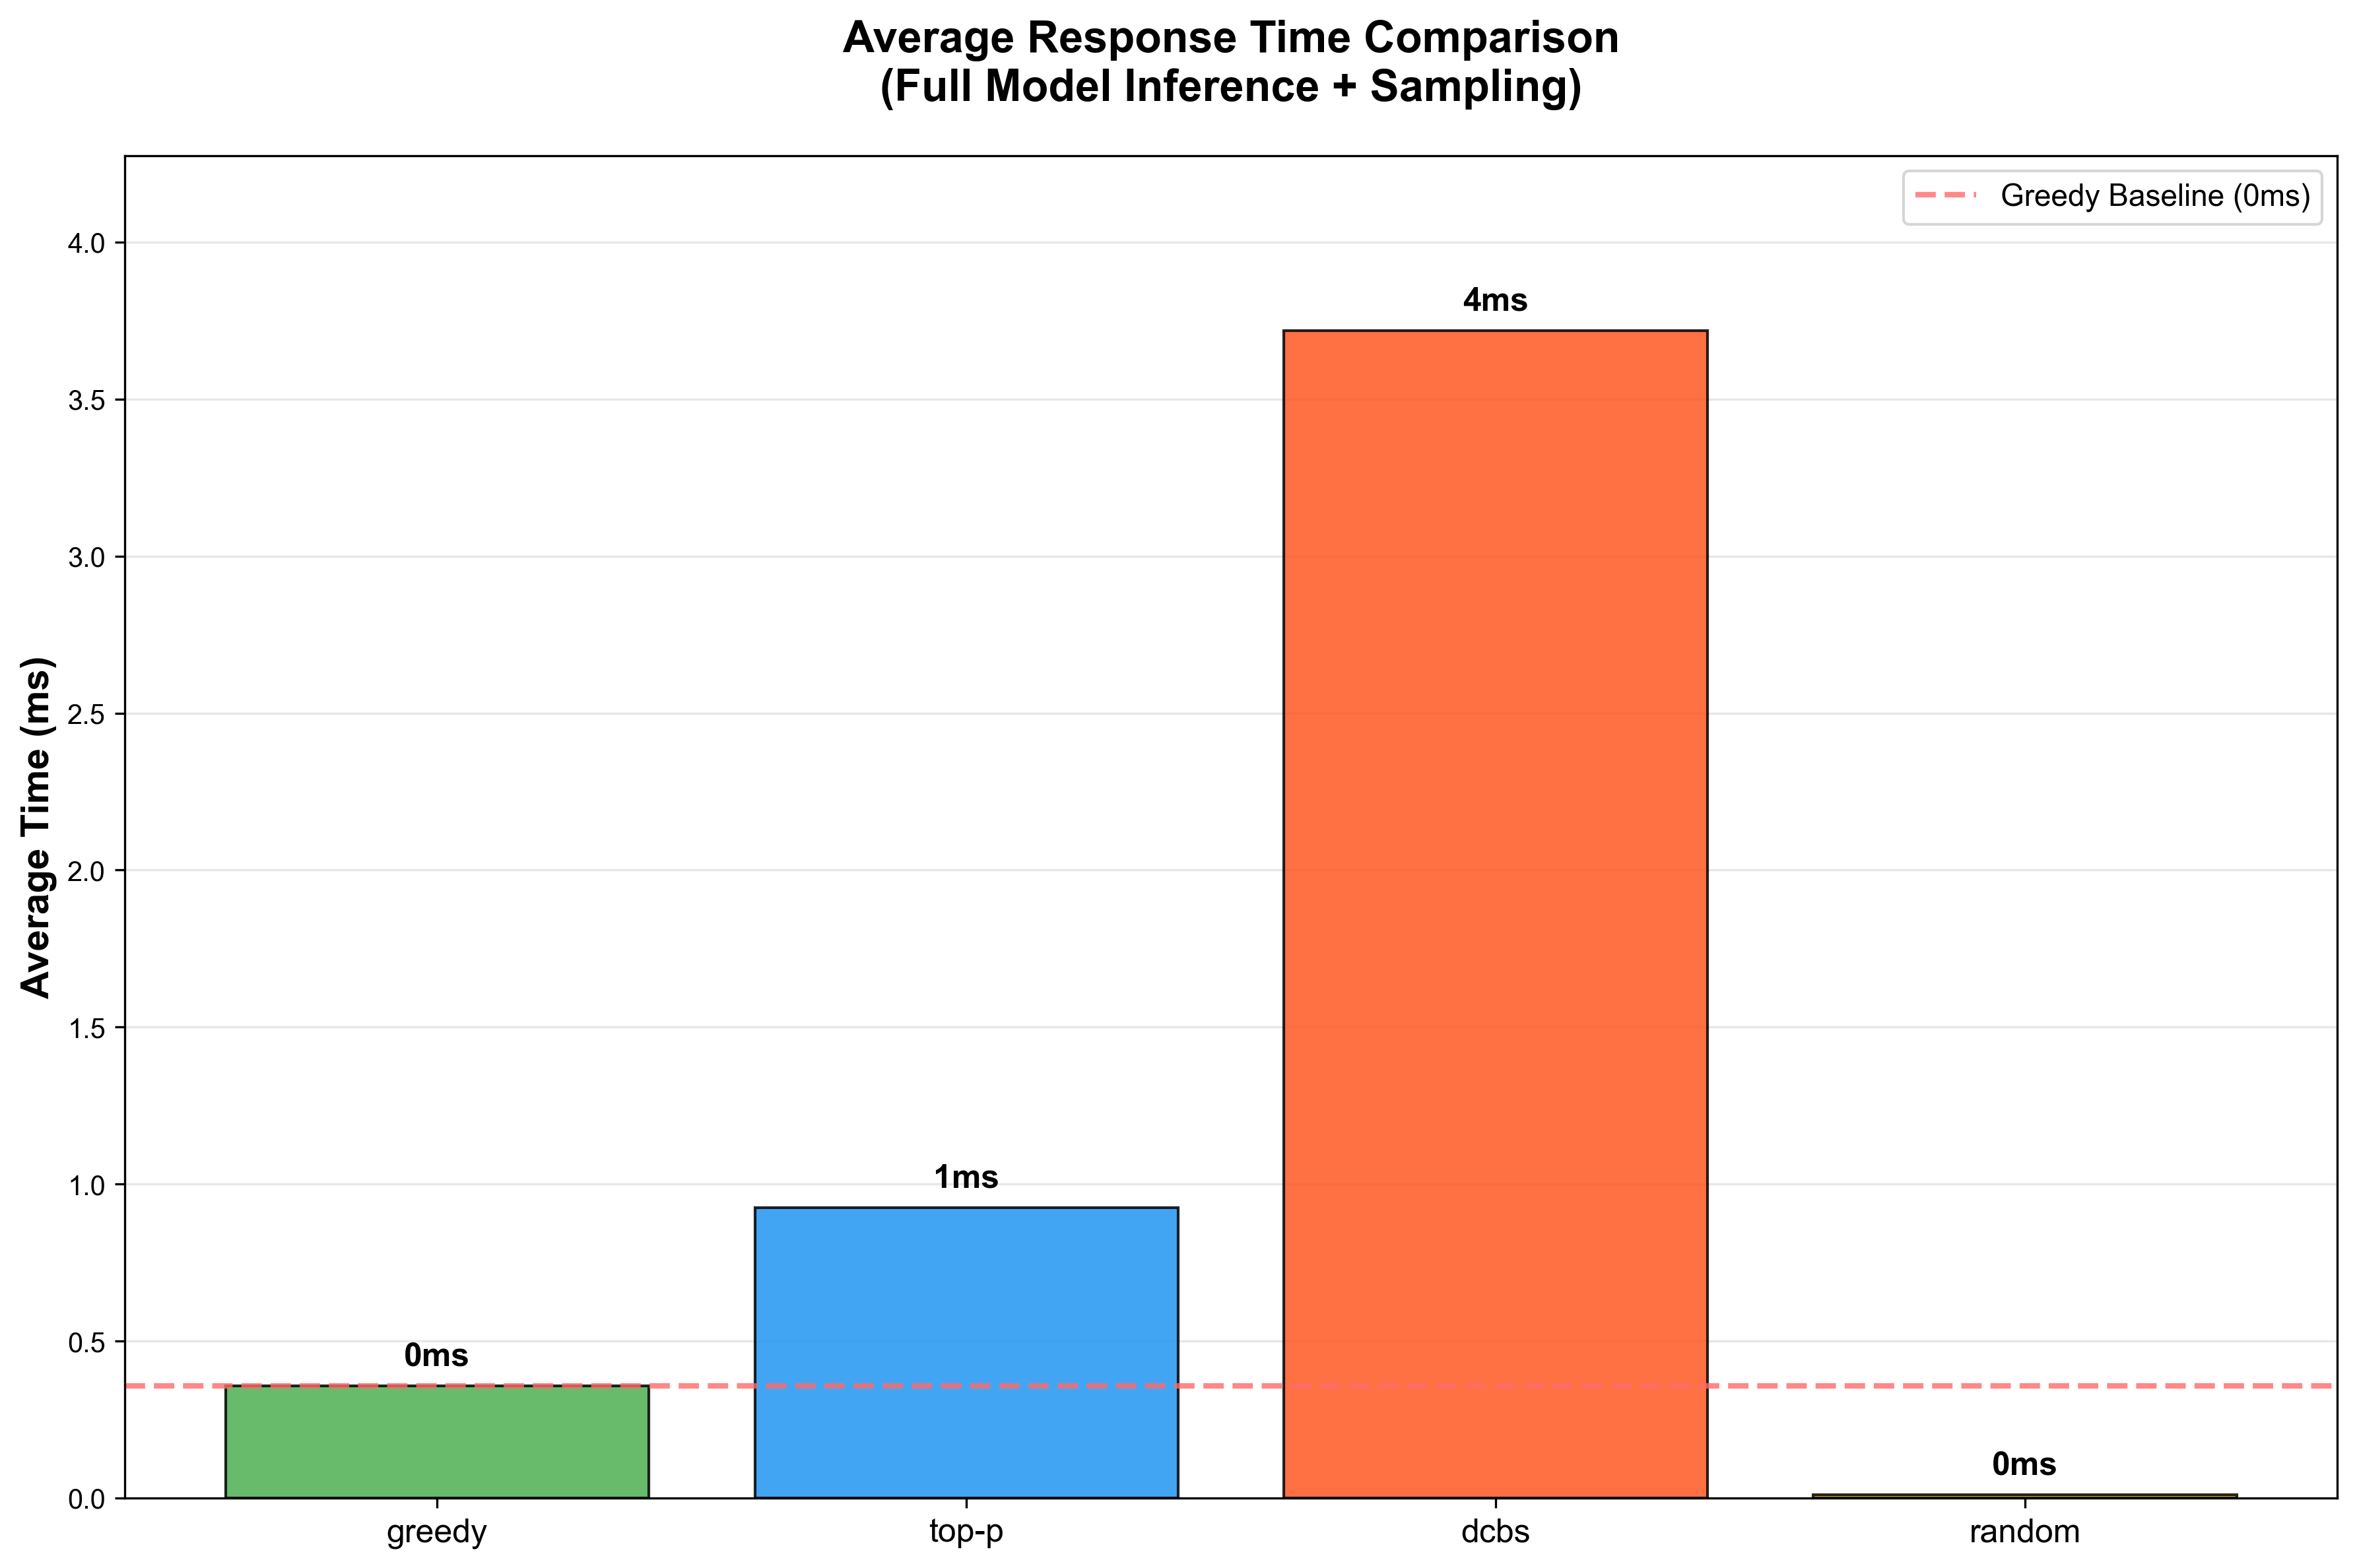 Average Response Time Comparison
(Full Model Inference + Sampling)
Greedy Baseline (0ms)
Average Time (ms)
4.0
3.5
3.0
2.5
2.0
1.5
1.0
0.5
0.0
0ms
1ms
4ms
0ms
greedy
top-p
dcbs
random